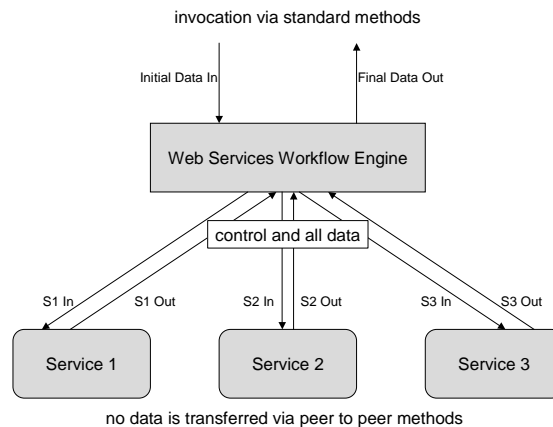 invocation via standard methods
Initial Data In
Final Data Out
Web Services Workflow Engine
control and all data
S1 In
S1 Out
S2 In
S2 Out
S3 In
S3 Out
Service 1
Service 2
Service 3
no data is transferred via peer to peer methods